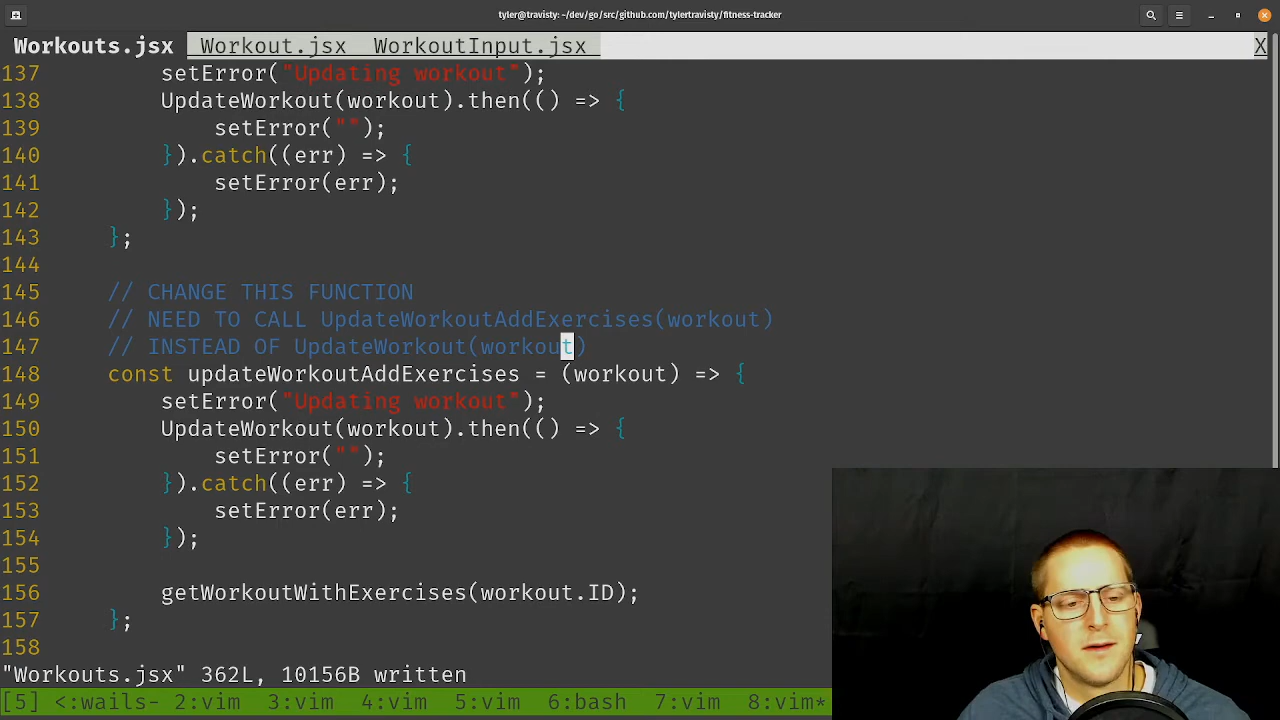 tyler@travisty: ~/dev/go/src/github.com/tylertravisty/fitness-tracker
Workouts.jsx  Workout.jsx  WorkoutInput.jsx  X
137         setError("Updating workout");
138         UpdateWorkout(workout).then(() => {
139             setError("");
140         }).catch((err) => {
141             setError(err);
142         });
143     };
144
145     // CHANGE THIS FUNCTION
146     // NEED TO CALL UpdateWorkoutAddExercises(workout)
147     // INSTEAD OF UpdateWorkout(workout)
148     const updateWorkoutAddExercises = (workout) => {
149         setError("Updating workout");
150         UpdateWorkout(workout).then(() => {
151             setError("");
152         }).catch((err) => {
153             setError(err);
154         });
155
156         getWorkoutWithExercises(workout.ID);
157     };
158
"Workouts.jsx" 362L, 10156B written
[5] <:wails- 2:vim  3:vim  4:vim  5:vim  6:bash  7:vim  8:vim*